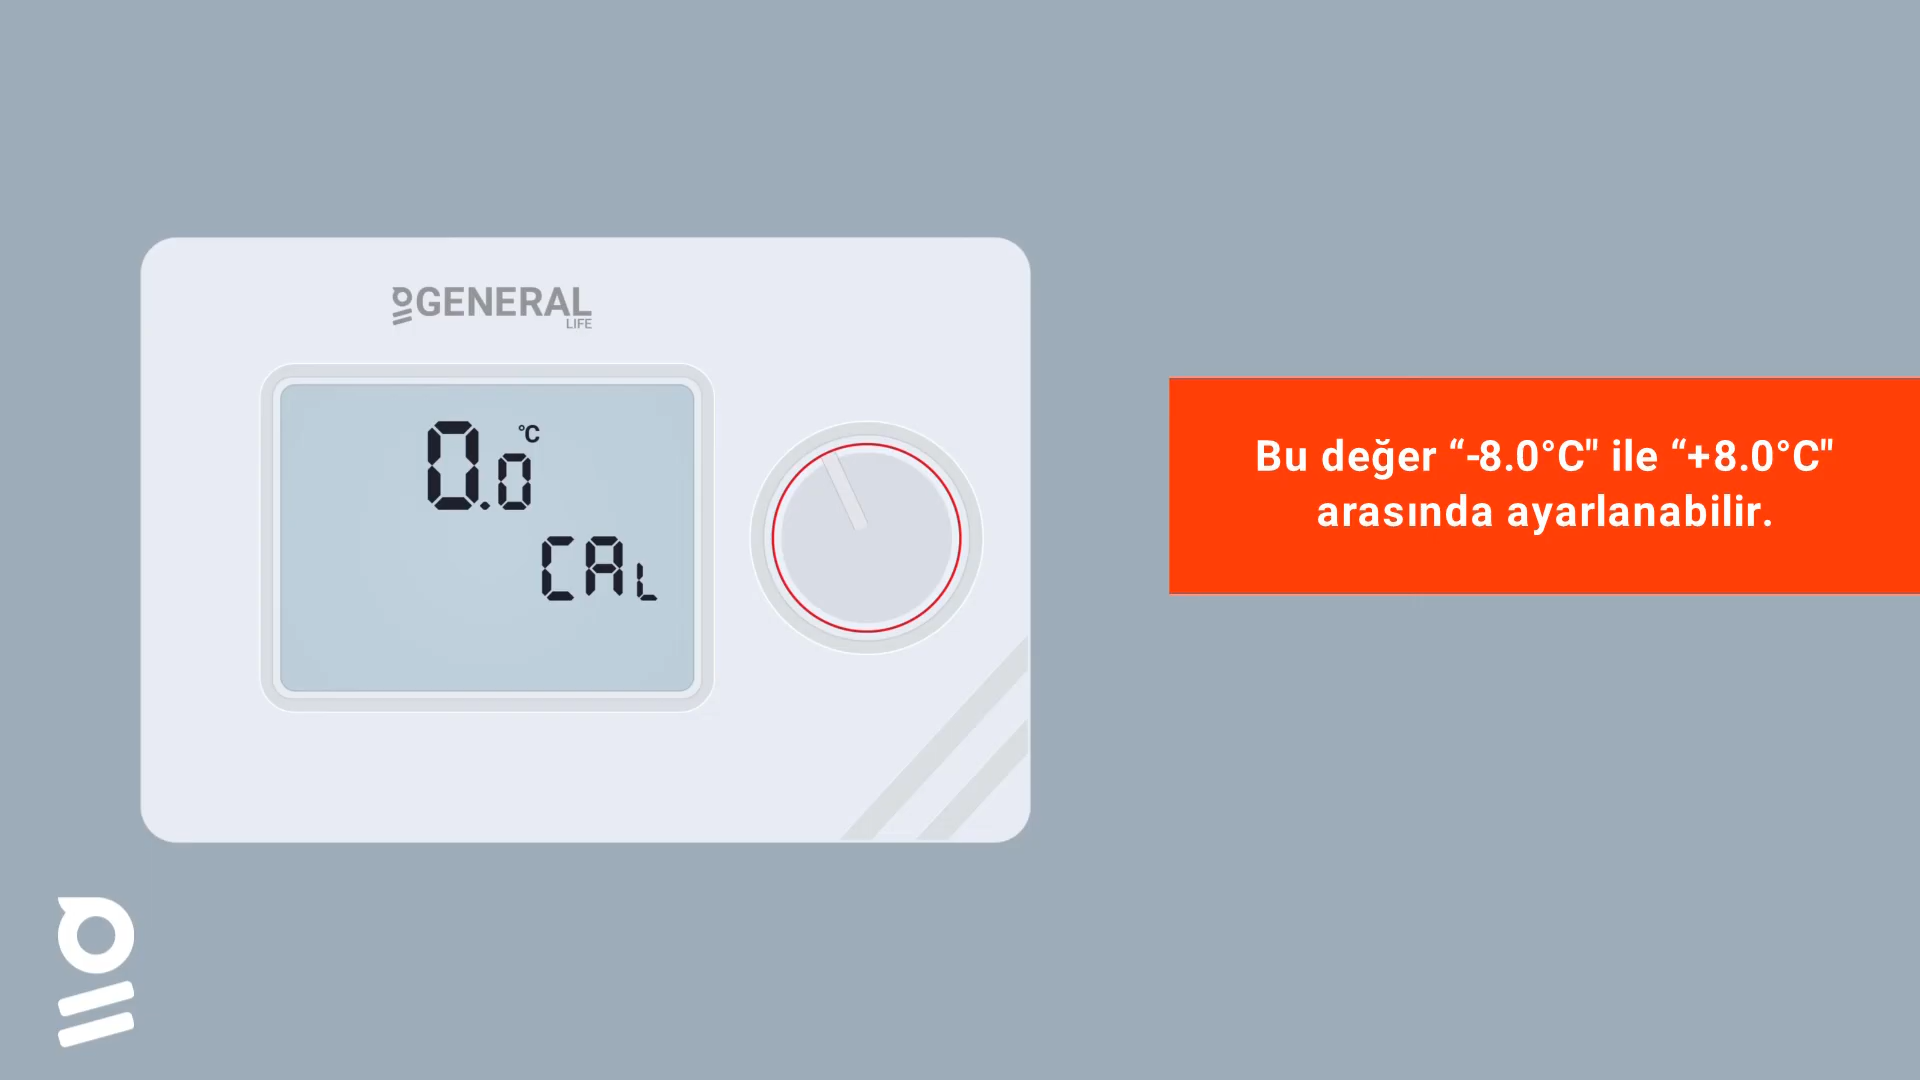 GENERAL
LIFE
0.0 °C
CAL
Bu değer “-8.0°C" ile “+8.0°C"
arasında ayarlanabilir.